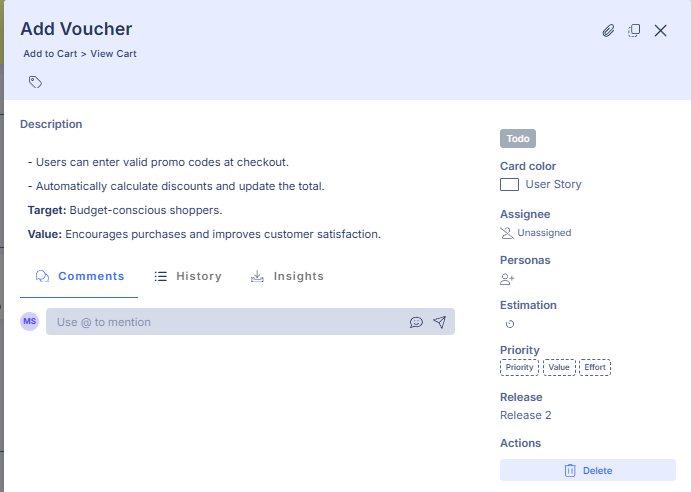 Add Voucher
Add to Cart > View Cart
Description
- Users can enter valid promo codes at checkout.
- Automatically calculate discounts and update the total.
Target: Budget-conscious shoppers.
Value: Encourages purchases and improves customer satisfaction.
Comments History Insights
MS Use @ to mention
Todo
Card color
User Story
Assignee
Unassigned
Personas
Estimation
Priority
Priority Value Effort
Release
Release 2
Actions
Delete